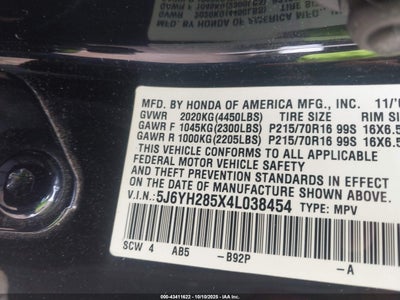 MFD. BY HONDA OF AMERICA MFG., INC. 11/
GVWR 2020KG(4450LBS) TIRE SIZE RIM SI
GAWR F 1045KG(2300LBS) P215/70R16 99S 16X6.5
GAWR R 1000KG(2205LBS) P215/70R16 99S 16X6.5
THIS VEHICLE CONFORMS TO ALL APPLICABLE
FEDERAL MOTOR VEHICLE SAFETY
AND THEFT PREVENTION STANDARDS IN EFFECT
ON THE DATE OF MANUFACTURE SHOWN ABOVE.
V.I.N.: 5J6YH285X4L038454 TYPE: MPV
SCW 4 AB5 -B92P -A
© - 43411622 - 10/10/2025 - IAA